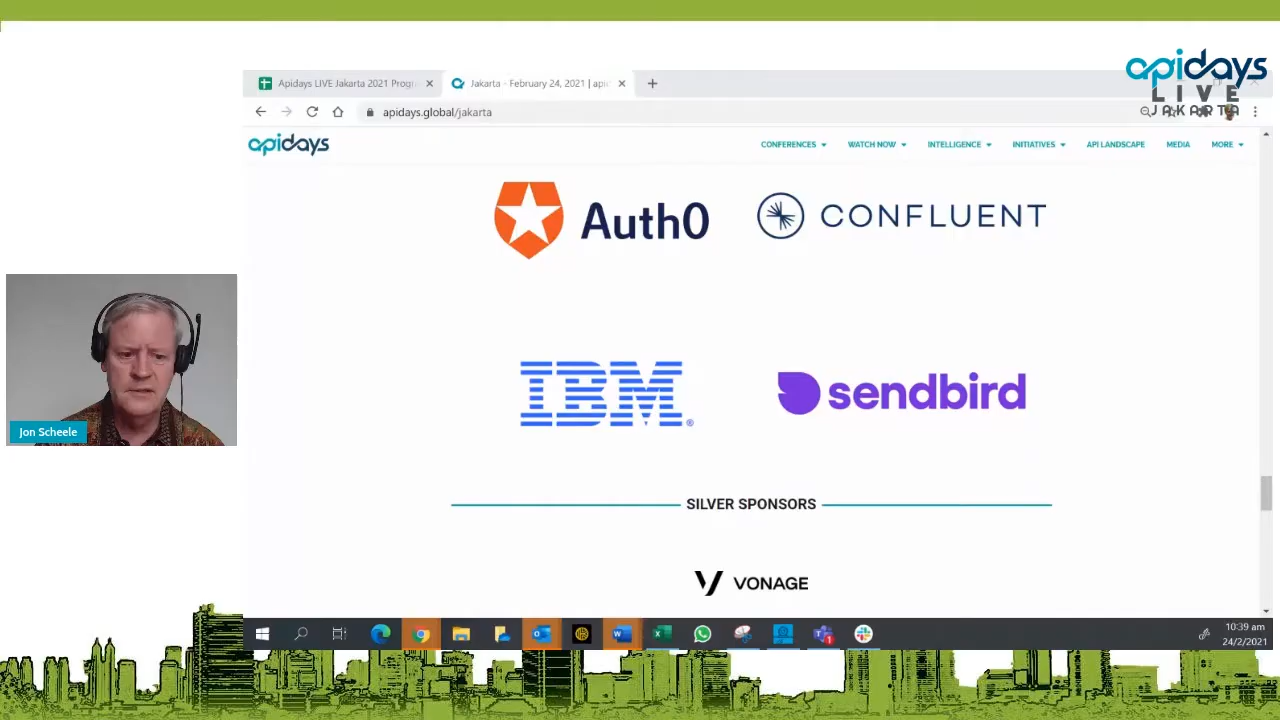 apidays
LIVE
JAKARTA
Apidays LIVE Jakarta 2021 Progr
Jakarta - February 24, 2021 | api
apidays.global/jakarta
apidays
CONFERENCES
WATCH NOW
INTELLIGENCE
INITIATIVES
API LANDSCAPE
MEDIA
MORE
Auth0
CONFLUENT
IBM
sendbird
Jon Scheele
SILVER SPONSORS
VONAGE
10:39 am
24/2/2021